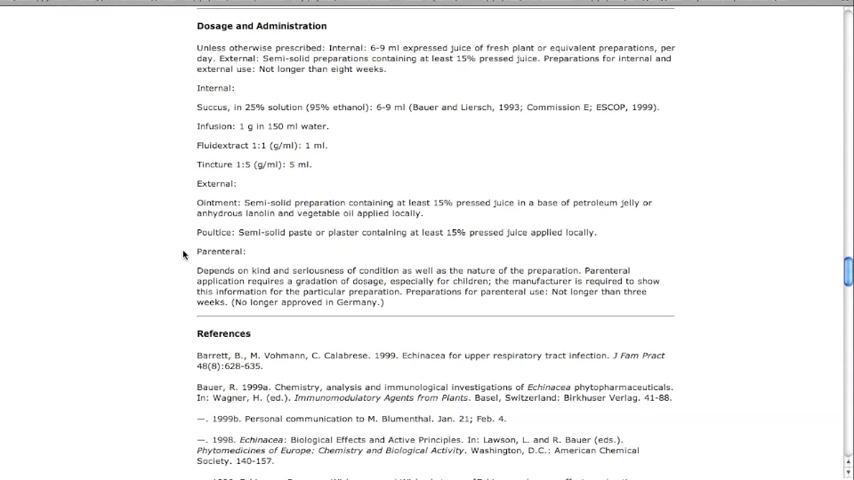 Dosage and Administration
Unless otherwise prescribed: Internal: 6-9 ml expressed juice of fresh plant or equivalent preparations, per
day. External: Semi-solid preparations containing at least 15% pressed juice. Preparations for internal and
external use: Not longer than eight weeks.
Internal:
Succus, in 25% solution (95% ethanol): 6-9 ml (Bauer and Liersch, 1993; Commission E; ESCOP, 1999).
Infusion: 1 g in 150 ml water.
Fluidextract 1:1 (g/ml): 1 ml.
Tincture 1:5 (g/ml): 5 ml.
External:
Ointment: Semi-solid preparation containing at least 15% pressed juice in a base of petroleum jelly or
anhydrous lanolin and vegetable oil applied locally.
Poultice: Semi-solid paste or plaster containing at least 15% pressed juice applied locally.
Parenteral:
Depends on kind and seriousness of condition as well as the nature of the preparation. Parenteral
application requires a gradation of dosage, especially for children; the manufacturer is required to show
this information for the particular preparation. Preparations for parenteral use: Not longer than three
weeks. (No longer approved in Germany.)
References
Barrett, B., M. Vohmann, C. Calabrese. 1999. Echinacea for upper respiratory tract infection. J Fam Pract
48(8):628-635.
Bauer, R. 1999a. Chemistry, analysis and immunological investigations of Echinacea phytopharmaceuticals.
In: Wagner, H. (ed.). Immunomodulatory Agents from Plants. Basel, Switzerland: Birkhuser Verlag. 41-88.
—. 1999b. Personal communication to M. Blumenthal. Jan. 21; Feb. 4.
—. 1998. Echinacea: Biological Effects and Active Principles. In: Lawson, L. and R. Bauer (eds.).
Phytomedicines of Europe: Chemistry and Biological Activity. Washington, D.C.: American Chemical
Society. 140-157.